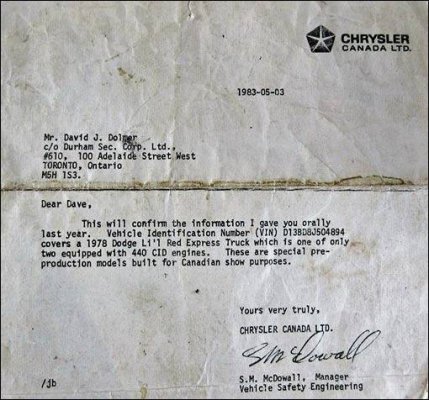 CHRYSLER
CANADA LTD.
1983-05-03
Mr. David J. Dolmer
c/o Durham Sec. Corp. Ltd.,
#610, 100 Adelaide Street West
TORONTO, Ontario
M5H 1S3.
Dear Dave,
This will confirm the information I gave you orally
last year. Vehicle Identification Number (VIN) D13BD8J504894
covers a 1978 Dodge Li'l Red Express Truck which is one of only
two equipped with 440 CID engines. These are special pre-
production models built for Canadian show purposes.
Yours very truly,
CHRYSLER CANADA LTD.
S McDowall
S.M. McDowall, Manager
Vehicle Safety Engineering
/jb